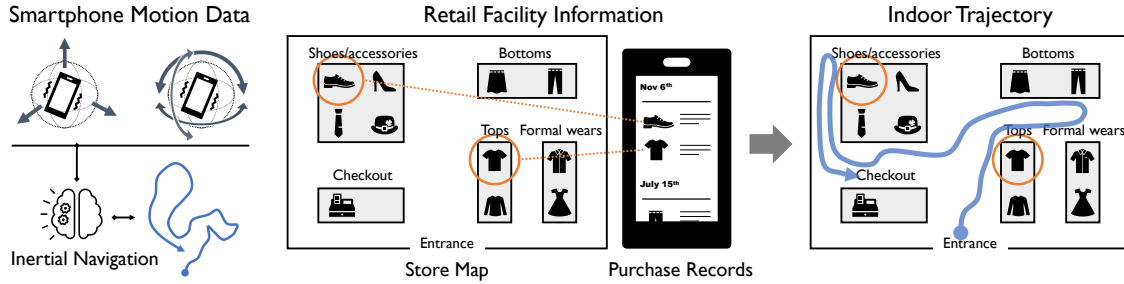 Smartphone Motion Data
Inertial Navigation
Retail Facility Information
Shoes/accessories
Bottoms
Tops
Formal wears
Checkout
Entrance
Store Map
Nov 6th
July 15th
Purchase Records
Indoor Trajectory
Shoes/accessories
Bottoms
Tops
Formal wears
Checkout
Entrance